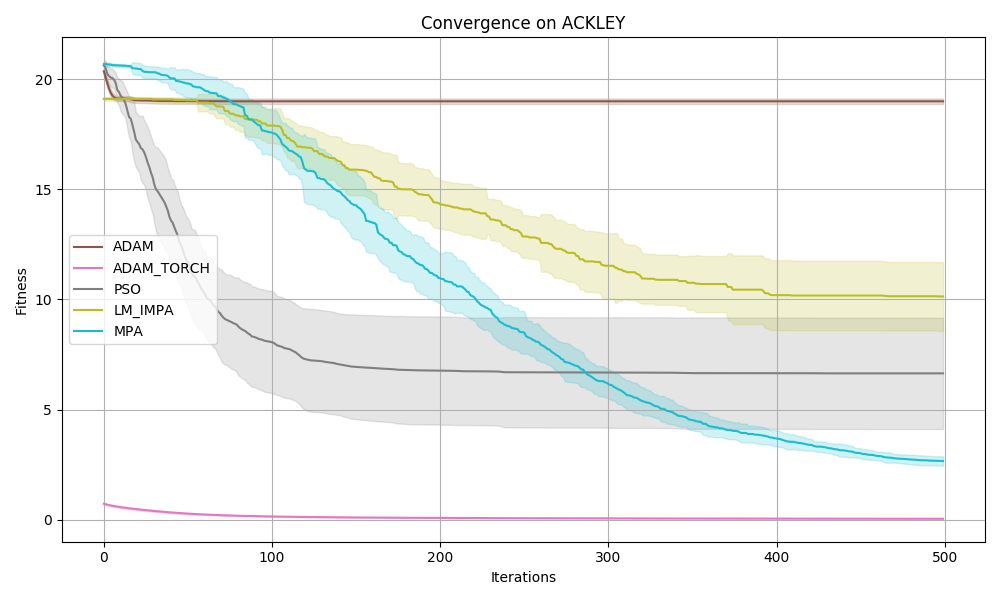 Convergence on ACKLEY
Fitness
20
15
10
5
0
ADAM
ADAM_TORCH
PSO
LM_IMPA
MPA
0 100 200 300 400 500
Iterations